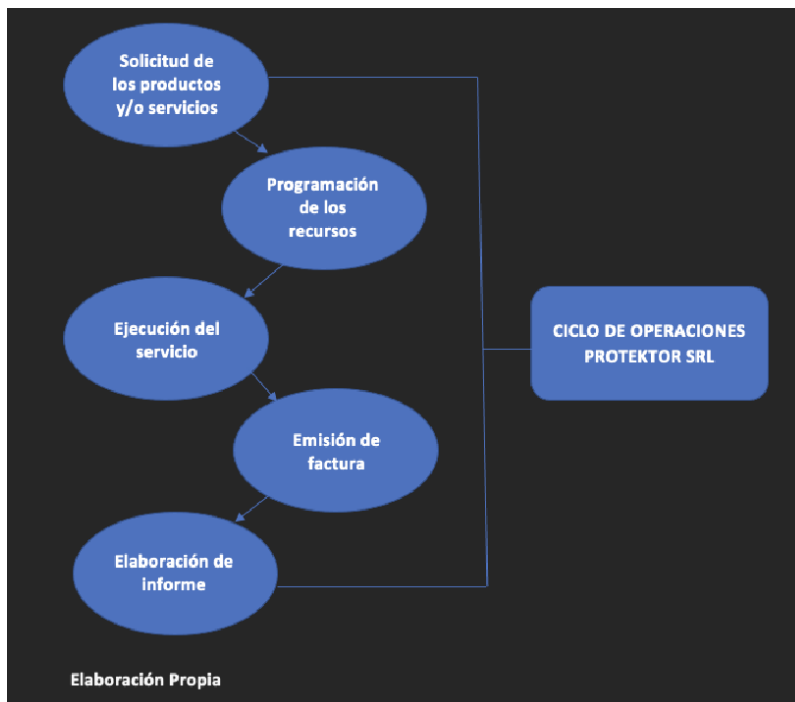 Solicitud de
los productos
y/o servicios
Programación
de los
recursos
Ejecución del
servicio
CICLO DE OPERACIONES
PROTEKTOR SRL
Emisión de
factura
Elaboración de
informe
Elaboración Propia